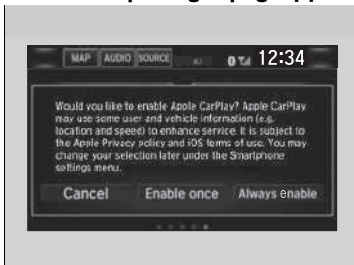 MAP AUDIO SOURCE 12:34
Would you like to enable Apple CarPlay? Apple CarPlay
may use some user and vehicle information (e.g.
location and speed) to enhance service. It is subject to
the Apple Privacy policy and iOS terms of use. You may
change your selection later under the Smartphone
settings menu.
Cancel Enable once Always enable